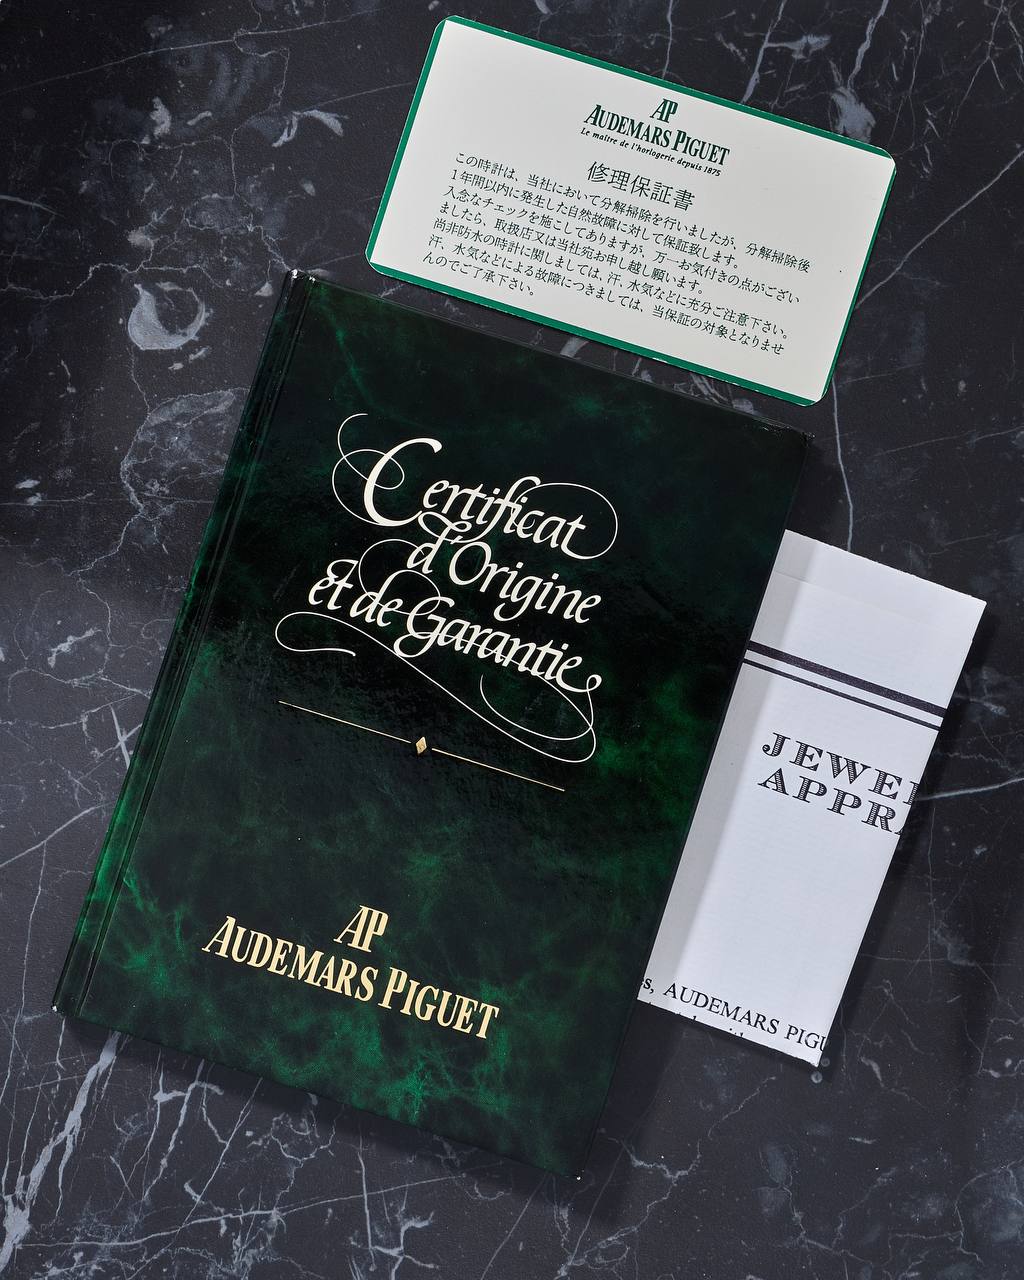 AP
AUDEMARS PIGUET
Le maître de l'horlogerie depuis 1875
修理保証書
この時計は、当社において分解掃除を行いましたが、分解掃除後
1年間以内に発生した自然故障に対して保証致します。
入念なチェックを施こしてありますが、万一お気付きの点がござい
ましたら、取扱店又は当社宛お申し越し願います。
尚非防水の時計に関しましては、汗、水気などに充分ご注意下さい。
汗、水気などによる故障につきましては、当保証の対象となりませ
んのでご了承下さい。
Certificat
d'Origine
et de Garantie
AP
AUDEMARS PIGUET
JEWEL
APPRA
s, AUDEMARS PIGU